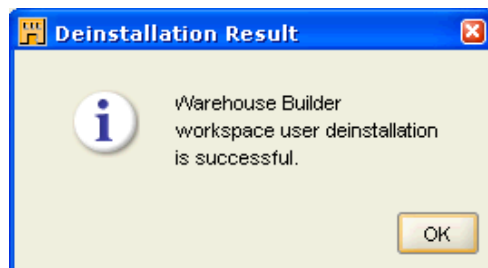 Deinstallation Result
Warehouse Builder
workspace user deinstallation
is successful.
OK